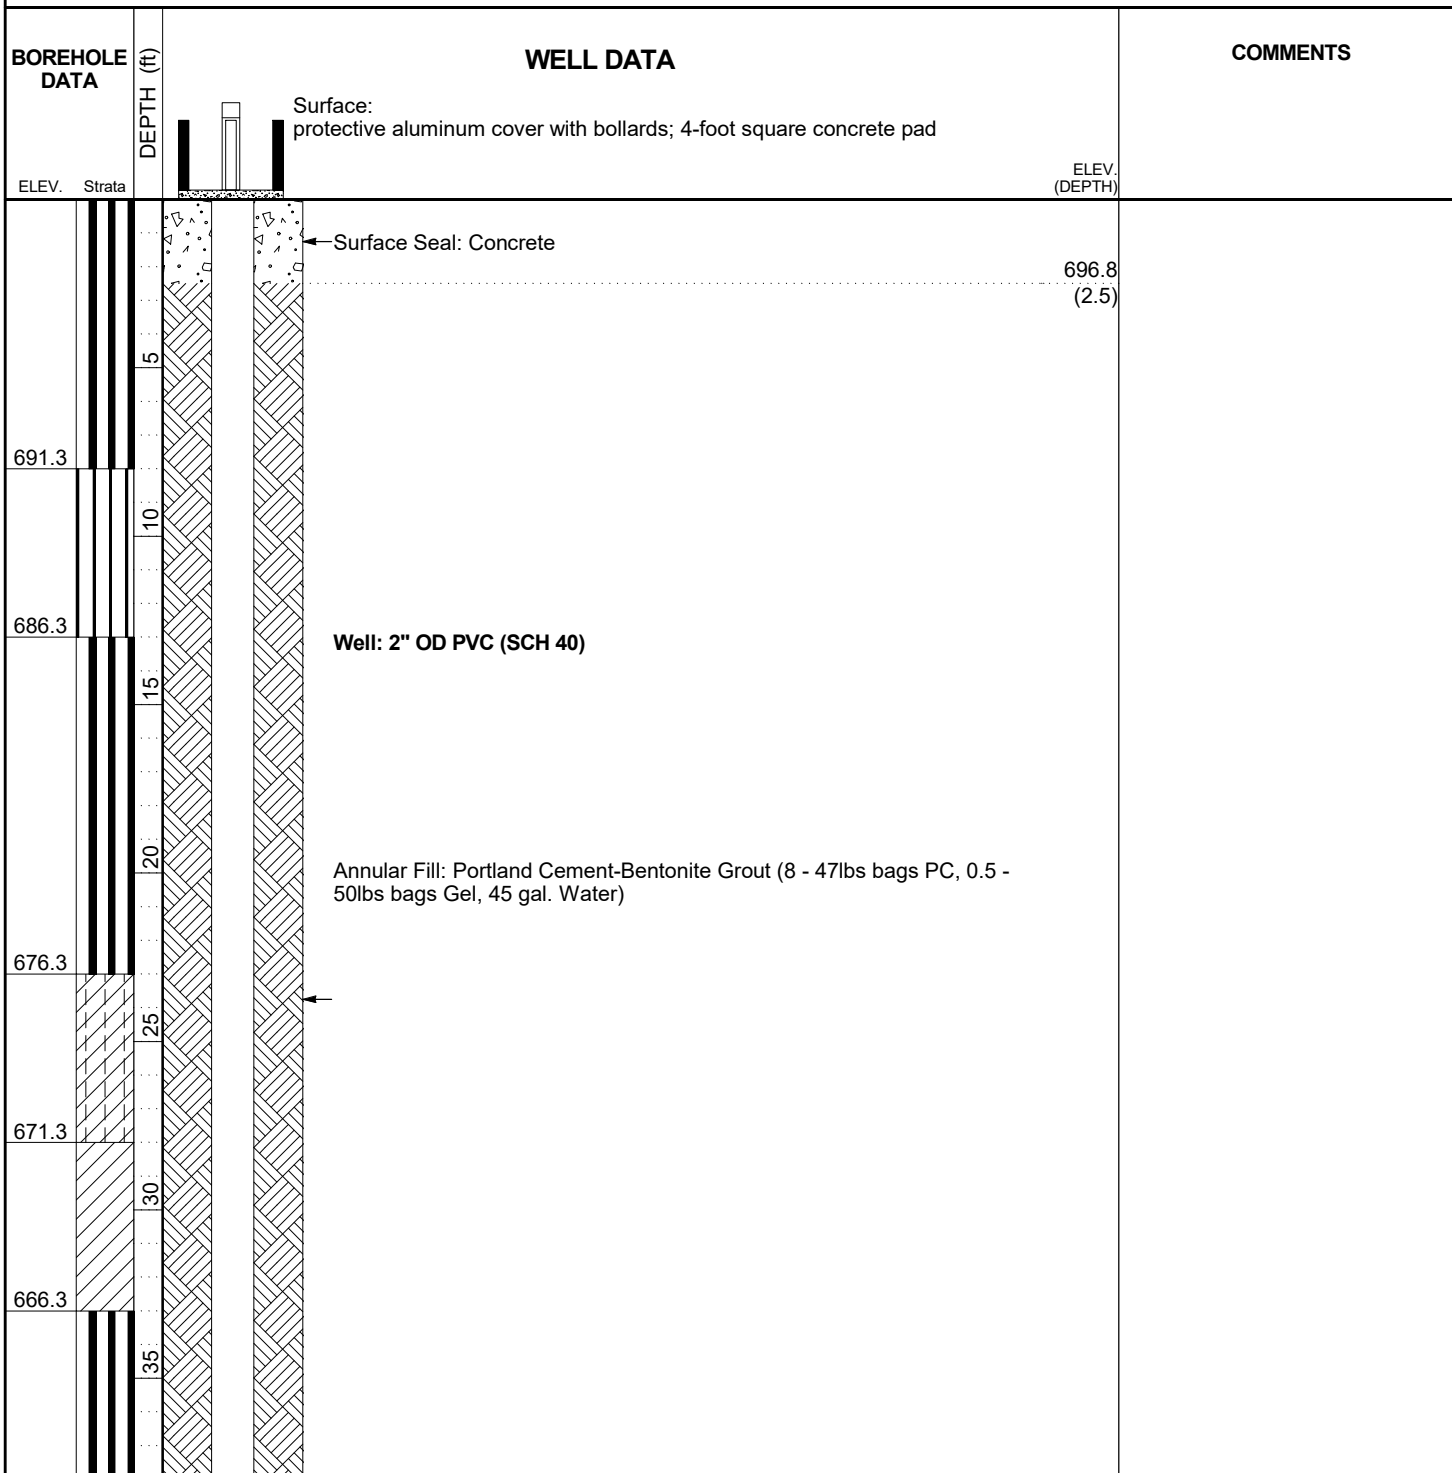 BOREHOLE
DATA
DEPTH (ft)
WELL DATA
COMMENTS
Surface:
protective aluminum cover with bollards; 4-foot square concrete pad
ELEV.
(DEPTH)
ELEV. Strata
Surface Seal: Concrete
696.8
(2.5)
5
691.3
10
686.3
Well: 2" OD PVC (SCH 40)
15
20
Annular Fill: Portland Cement-Bentonite Grout (8 - 47lbs bags PC, 0.5 -
50lbs bags Gel, 45 gal. Water)
676.3
25
671.3
30
666.3
35